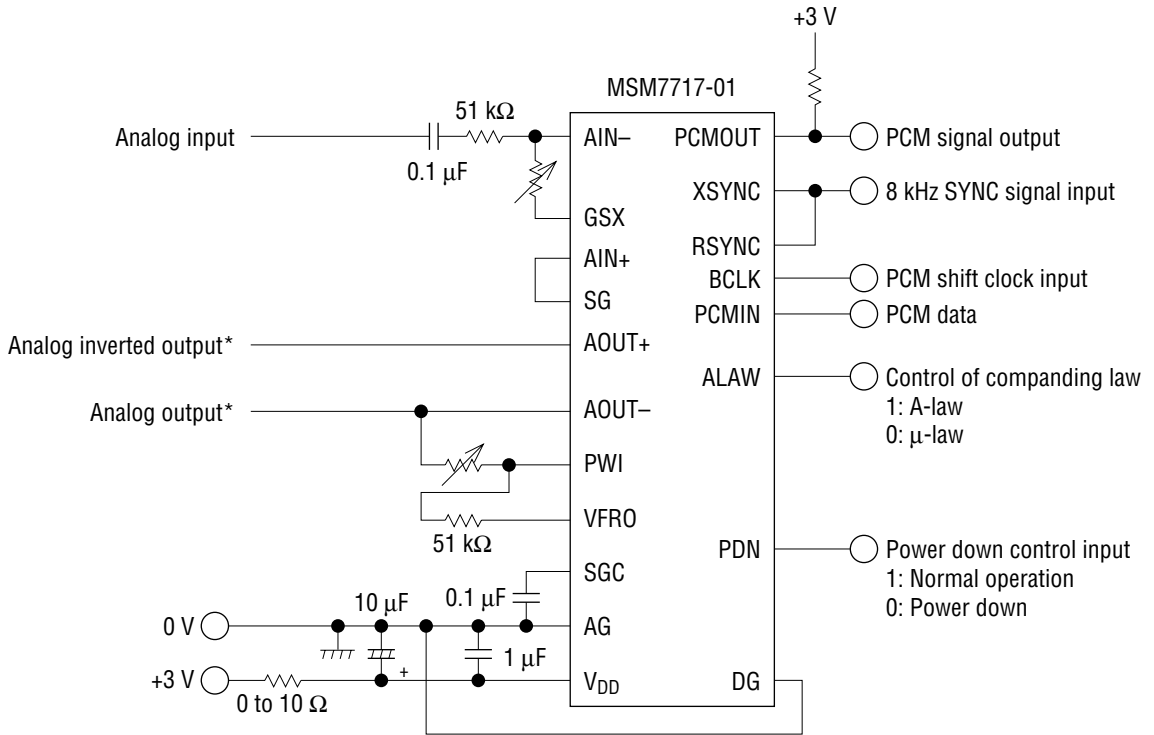 +3 V
MSM7717-01
51 kΩ
Analog input
0.1 μF
AIN–
PCMOUT
PCM signal output
XSYNC
8 kHz SYNC signal input
GSX
RSYNC
AIN+
BCLK
PCM shift clock input
SG
PCMIN
PCM data
Analog inverted output*
AOUT+
ALAW
Control of companding law
1: A-law
0: μ-law
Analog output*
AOUT–
PWI
VFRO
51 kΩ
PDN
Power down control input
1: Normal operation
0: Power down
SGC
10 μF
0.1 μF
0 V
AG
1 μF
+
+3 V
0 to 10 Ω
VDD
DG